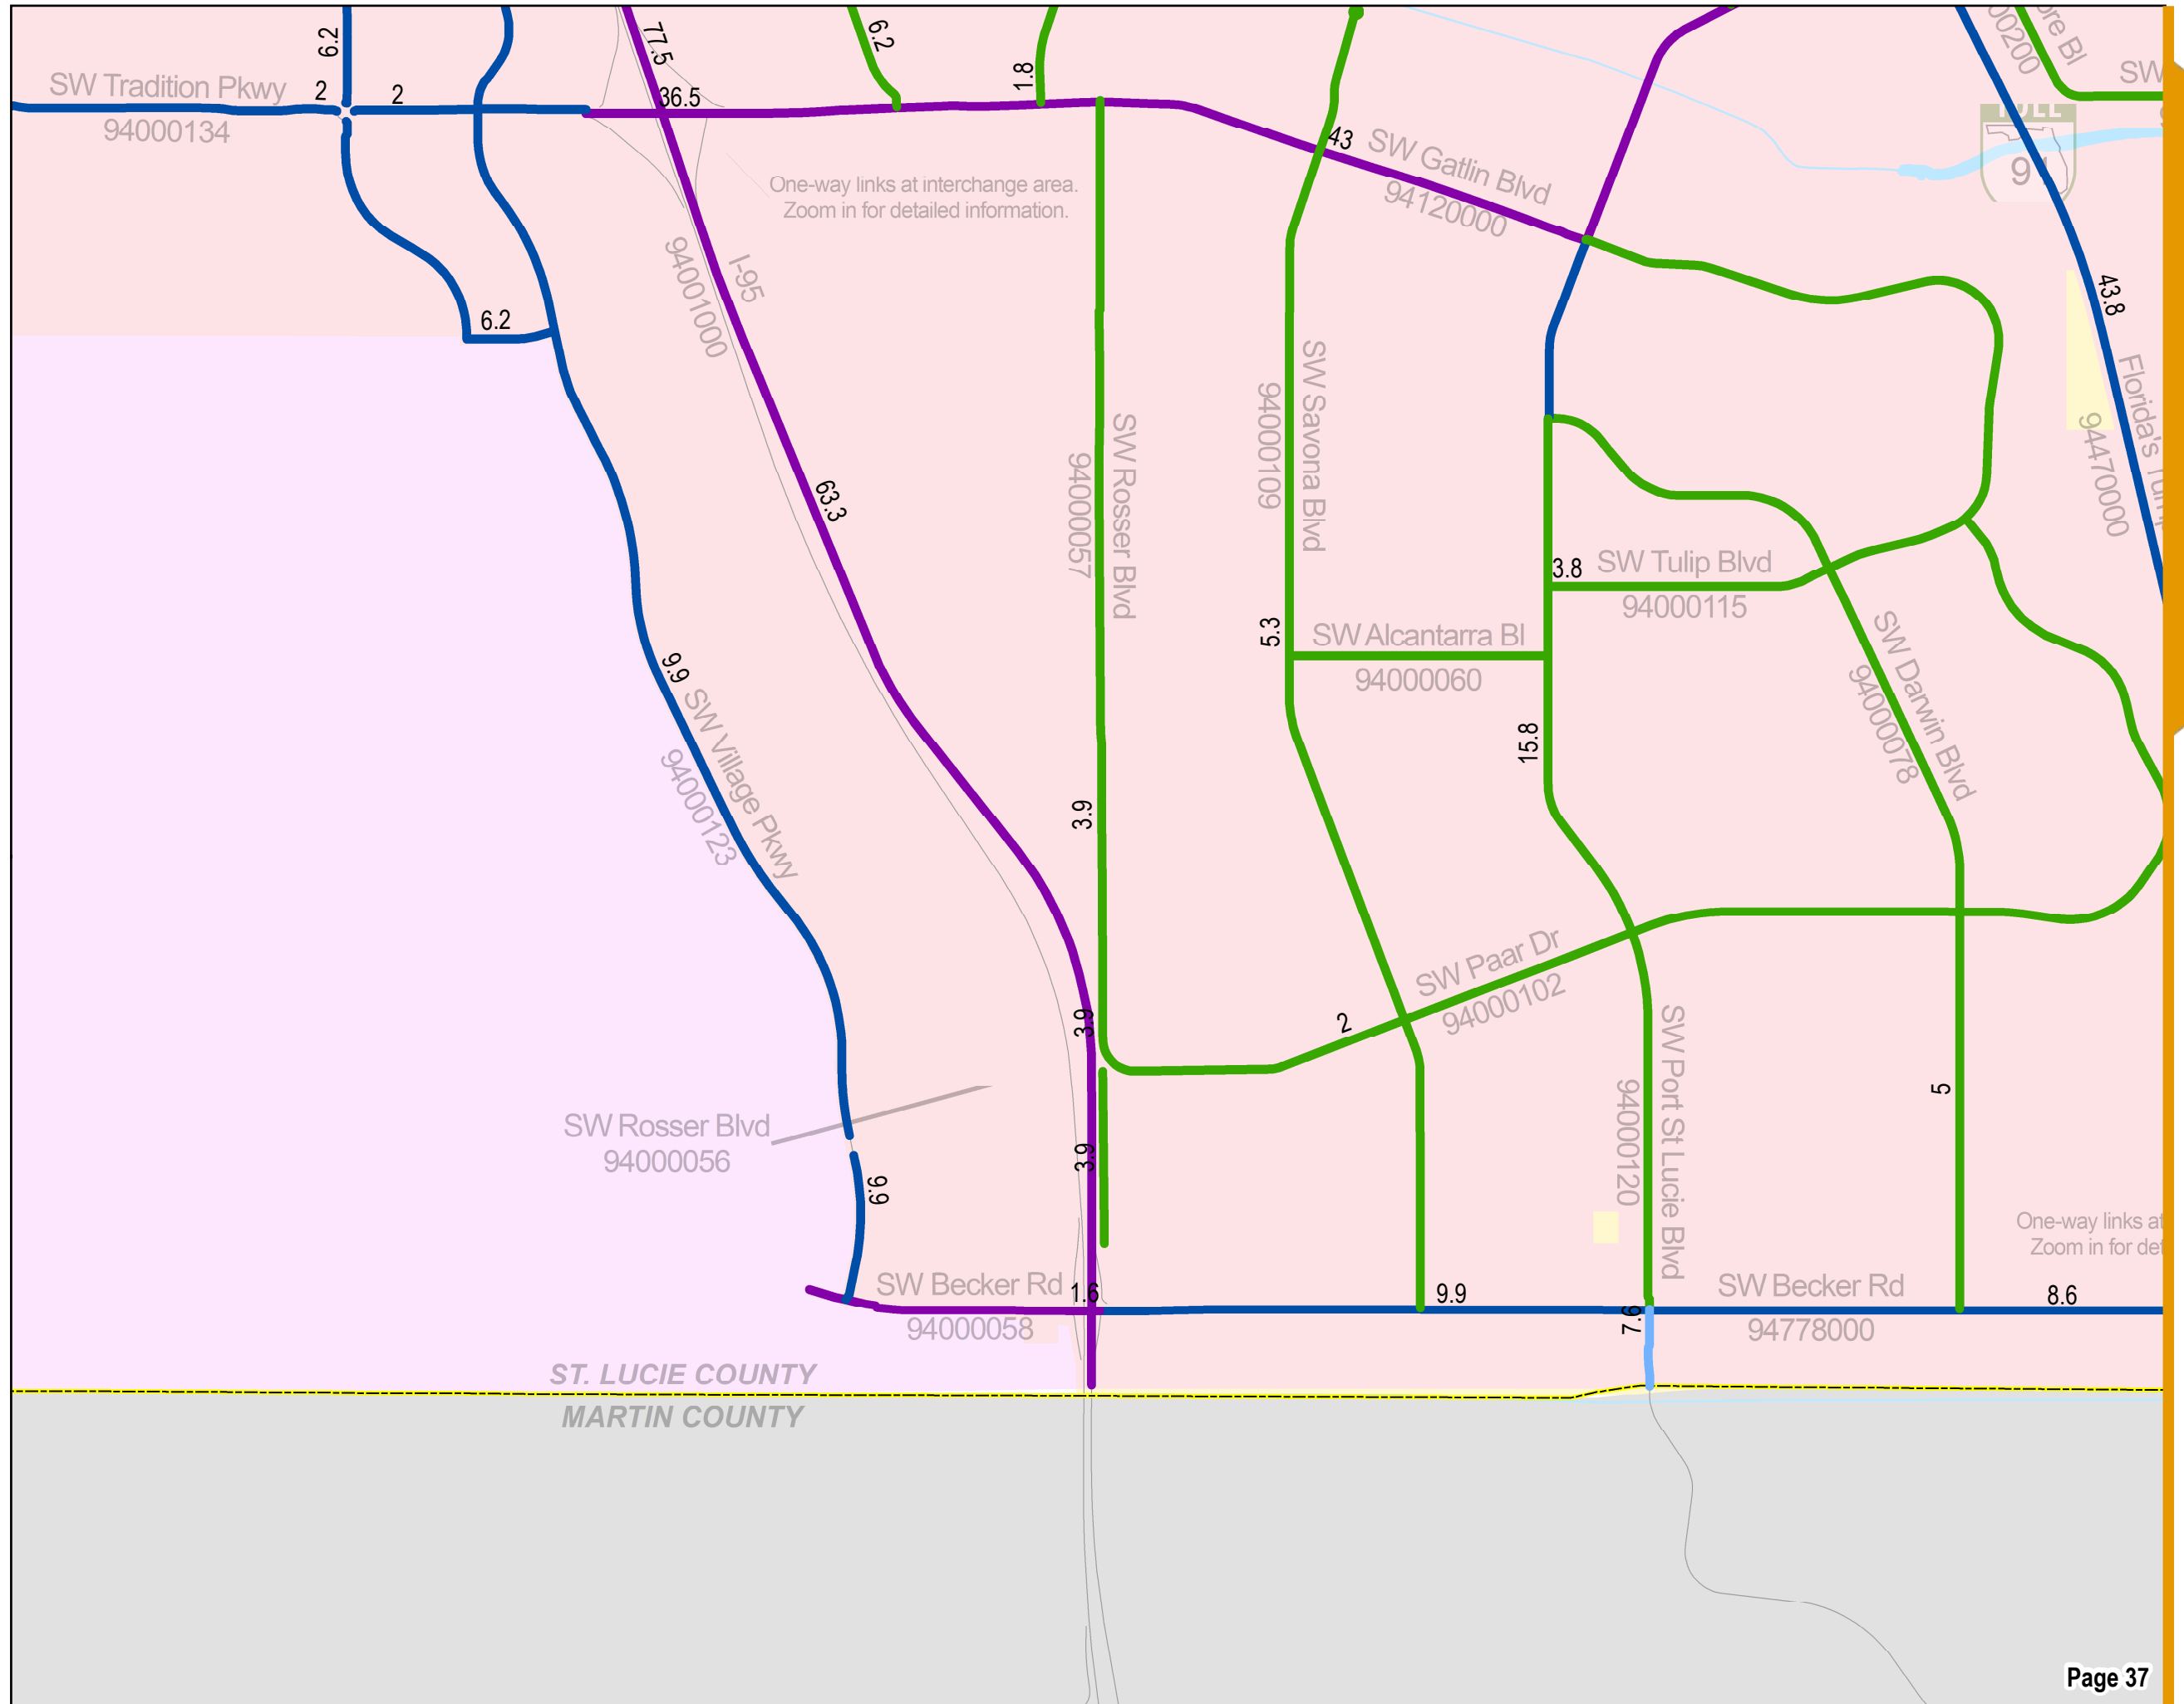 6.2
77.5
6.2
1.8
00200
ore Bl
SW
SW Tradition Pkwy
2
2
94000134
36.5
43
SW Gatlin Blvd
94120000
TOLL
91
One-way links at interchange area.
Zoom in for detailed information.
I-95
94001000
6.2
43.8
Florida's Turnp
94470000
63.3
SW Rosser Blvd
94000057
SW Savona Blvd
94000109
SW Tulip Blvd
3.8
94000115
5.3
SW Alcantarra Bl
94000060
9.9
SW Village Pkwy
94000123
15.8
SW Darwin Blvd
94000078
3.9
SW Paar Dr
94000102
2
3.9
SW Port St Lucie Blvd
94000120
5
SW Rosser Blvd
94000056
3.9
9.9
One-way links at
Zoom in for det
SW Becker Rd
1.6
94000058
9.9
7.6
SW Becker Rd
94778000
8.6
ST. LUCIE COUNTY
MARTIN COUNTY
Page 37